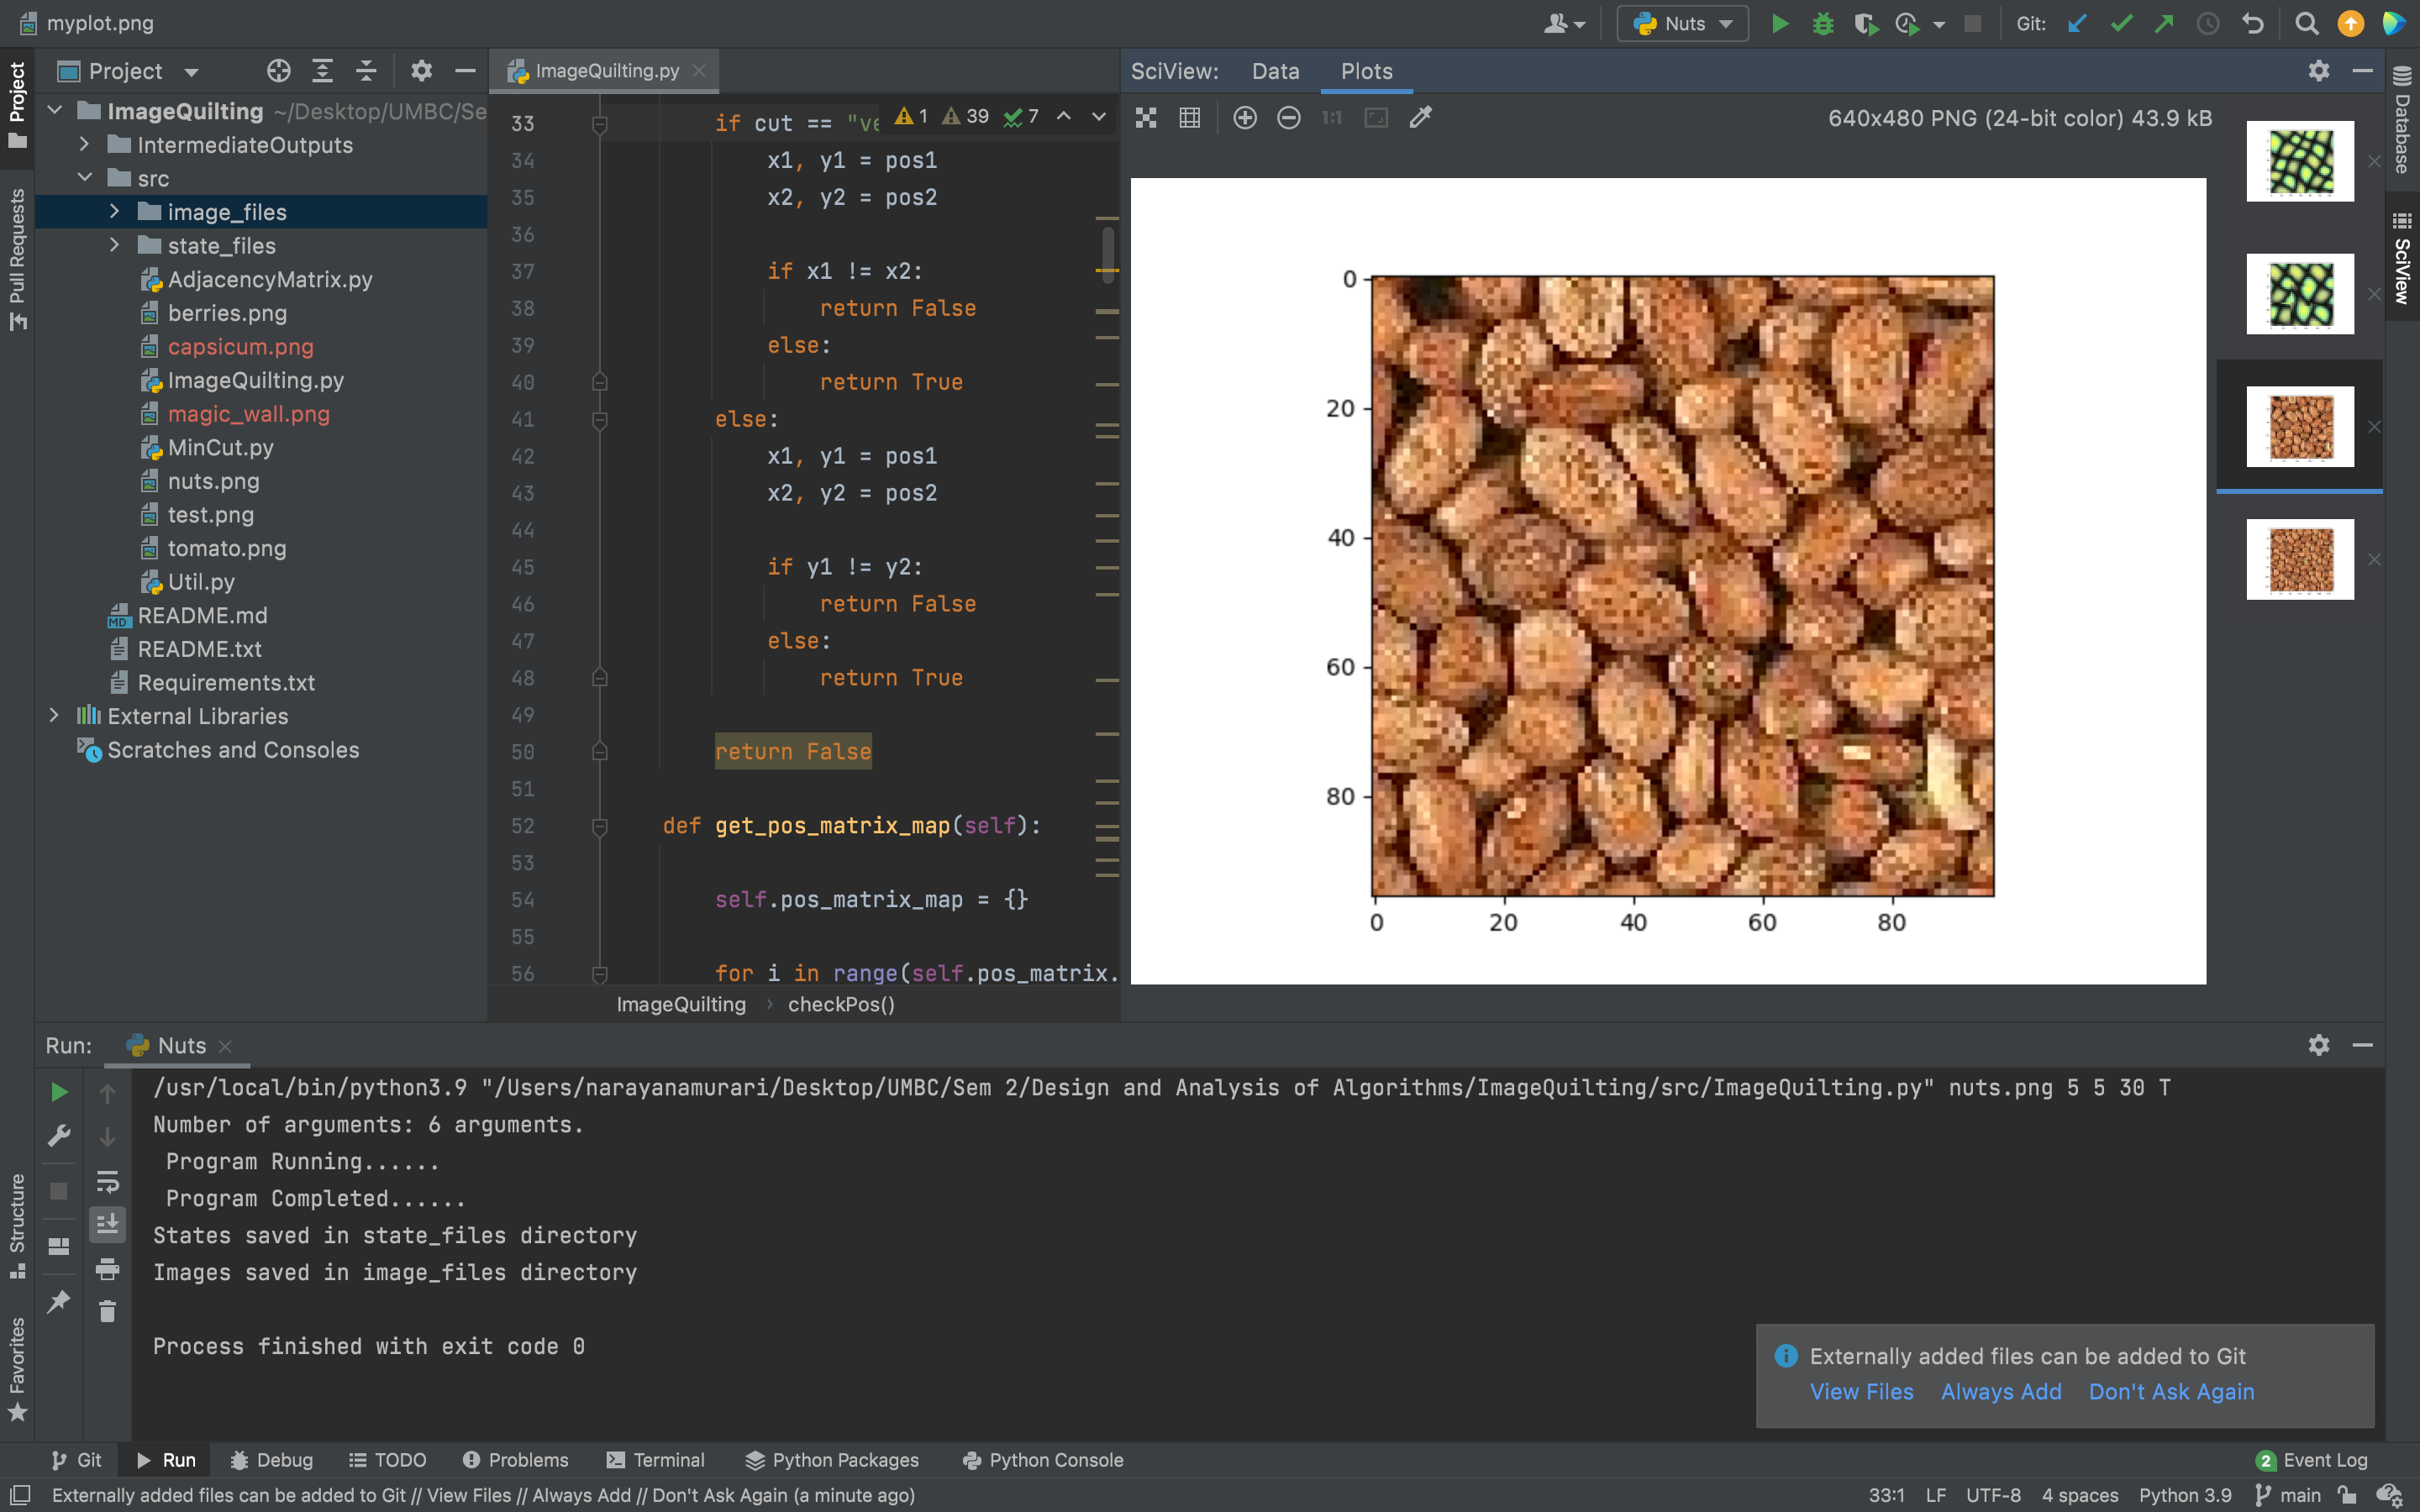 myplot.png
Nuts
Git:
Project
ImageQuilting.py
SciView: Data Plots
ImageQuilting ~/Desktop/UMBC/Se
IntermediateOutputs
src
image_files
state_files
AdjacencyMatrix.py
berries.png
capsicum.png
ImageQuilting.py
magic_wall.png
MinCut.py
nuts.png
test.png
tomato.png
Util.py
README.md
README.txt
Requirements.txt
External Libraries
Scratches and Consoles
Project
Pull Requests
1 39 7
33 if cut == "ve
34 x1, y1 = pos1
35 x2, y2 = pos2
36
37 if x1 != x2:
38 return False
39 else:
40 return True
41 else:
42 x1, y1 = pos1
43 x2, y2 = pos2
44
45 if y1 != y2:
46 return False
47 else:
48 return True
49
50 return False
51
52 def get_pos_matrix_map(self):
53
54 self.pos_matrix_map = {}
55
56 for i in range(self.pos_matrix.
ImageQuilting › checkPos()
1:1
640x480 PNG (24-bit color) 43.9 kB
0
20
40
60
80
0 20 40 60 80
Database
SciView
Run: Nuts
/usr/local/bin/python3.9 "/Users/narayanamurari/Desktop/UMBC/Sem 2/Design and Analysis of Algorithms/ImageQuilting/src/ImageQuilting.py" nuts.png 5 5 30 T
Number of arguments: 6 arguments.
Program Running......
Program Completed......
States saved in state_files directory
Images saved in image_files directory
Process finished with exit code 0
Structure
Favorites
Externally added files can be added to Git
View Files Always Add Don't Ask Again
Git Run Debug TODO Problems Terminal Python Packages Python Console
2 Event Log
Externally added files can be added to Git // View Files // Always Add // Don't Ask Again (a minute ago)
33:1 LF UTF-8 4 spaces Python 3.9 main